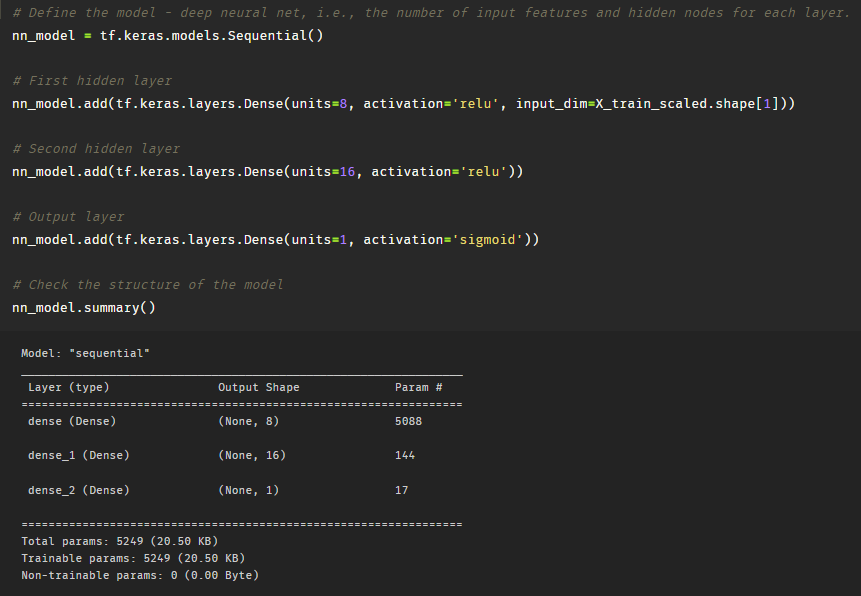 # Define the model - deep neural net, i.e., the number of input features and hidden nodes for each layer.
nn_model = tf.keras.models.Sequential()
# First hidden layer
nn_model.add(tf.keras.layers.Dense(units=8, activation='relu', input_dim=X_train_scaled.shape[1]))
# Second hidden layer
nn_model.add(tf.keras.layers.Dense(units=16, activation='relu'))
# Output layer
nn_model.add(tf.keras.layers.Dense(units=1, activation='sigmoid'))
# Check the structure of the model
nn_model.summary()
Model: "sequential"
_________________________________________________________________
Layer (type) Output Shape Param #
=================================================================
dense (Dense) (None, 8) 5088
dense_1 (Dense) (None, 16) 144
dense_2 (Dense) (None, 1) 17
=================================================================
Total params: 5249 (20.50 KB)
Trainable params: 5249 (20.50 KB)
Non-trainable params: 0 (0.00 Byte)